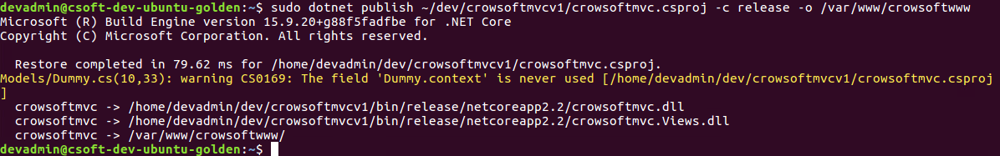 devadmin@csoft-dev-ubuntu-golden:~$ sudo dotnet publish ~/dev/crowsoftmvcv1/crowsoftmvc.csproj -c release -o /var/www/crowsoftwww
Microsoft (R) Build Engine version 15.9.20+g88f5fadfbe for .NET Core
Copyright (C) Microsoft Corporation. All rights reserved.
Restore completed in 79.62 ms for /home/devadmin/dev/crowsoftmvcv1/crowsoftmvc.csproj.
Models/Dummy.cs(10,33): warning CS0169: The field 'Dummy.context' is never used [/home/devadmin/dev/crowsoftmvcv1/crowsoftmvc.csproj
]
crowsoftmvc -> /home/devadmin/dev/crowsoftmvcv1/bin/release/netcoreapp2.2/crowsoftmvc.dll
crowsoftmvc -> /home/devadmin/dev/crowsoftmvcv1/bin/release/netcoreapp2.2/crowsoftmvc.Views.dll
crowsoftmvc -> /var/www/crowsoftwww/
devadmin@csoft-dev-ubuntu-golden:~$